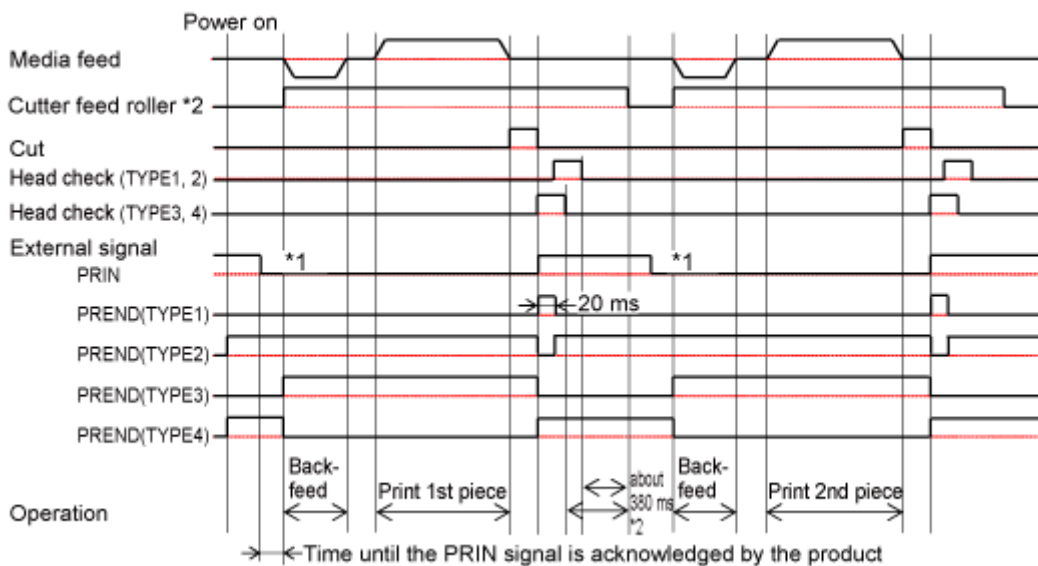 Power on
Media feed
Cutter feed roller *2
Cut
Head check (TYPE1, 2)
Head check (TYPE3, 4)
External signal
PRIN
*1
*1
PREND(TYPE1)
20 ms
PREND(TYPE2)
PREND(TYPE3)
PREND(TYPE4)
Operation
Back-
feed
Print 1st piece
about
380 ms
*2
Back-
feed
Print 2nd piece
Time until the PRIN signal is acknowledged by the product